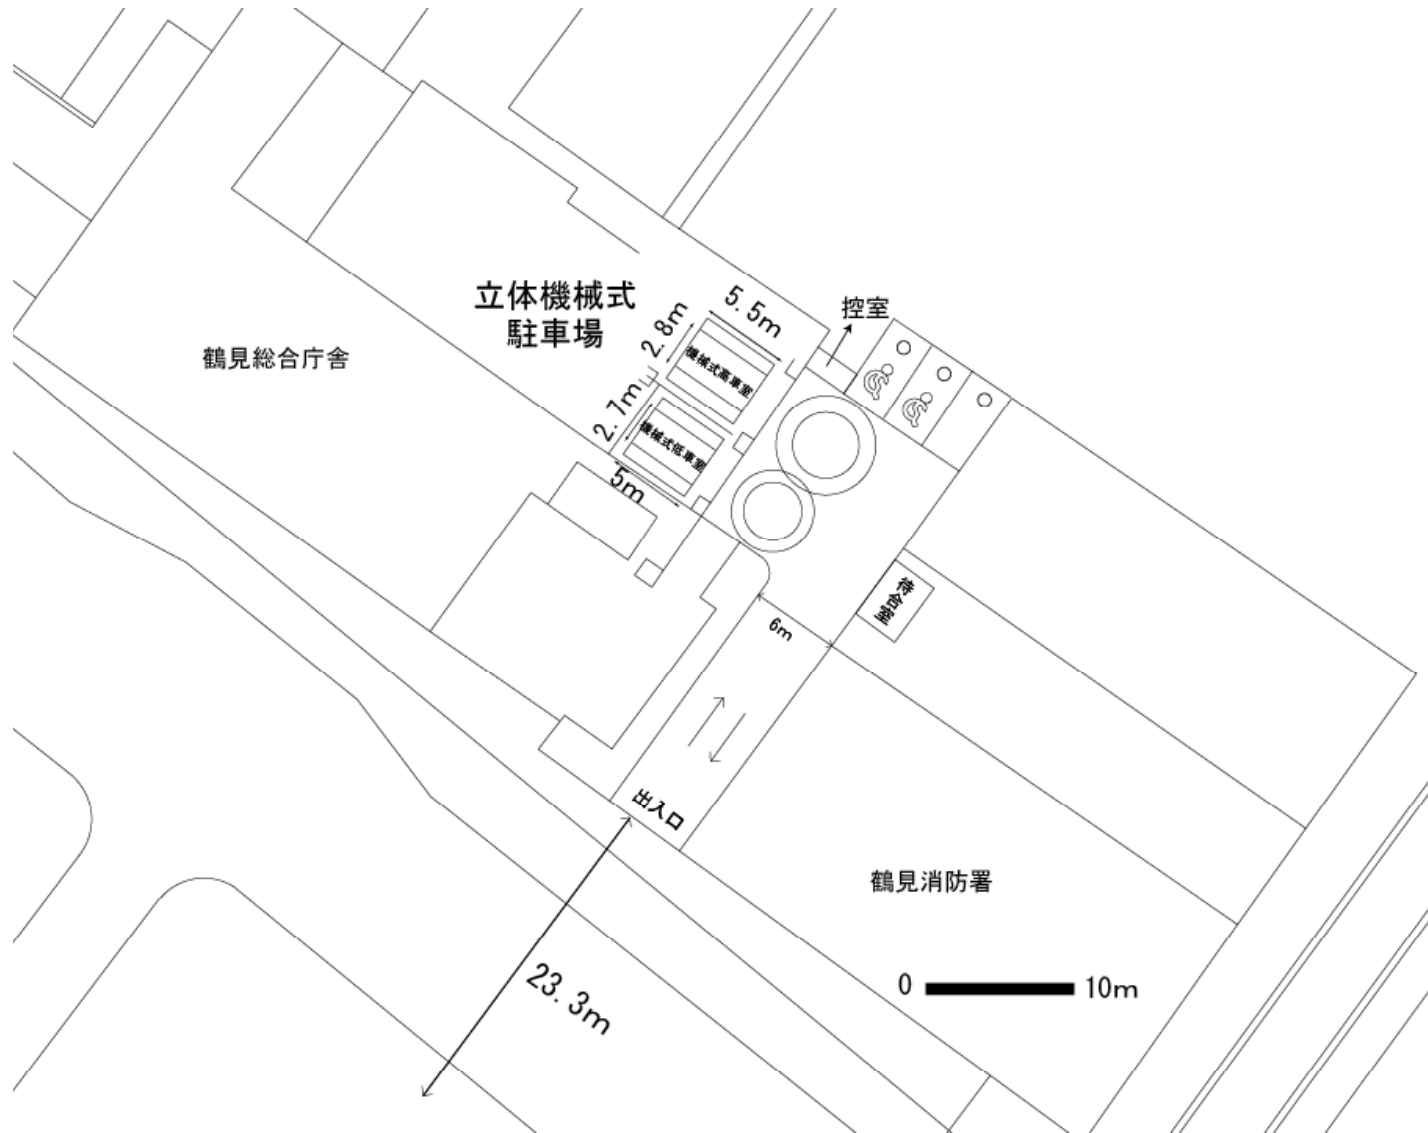 立体機械式
駐車場
5.5m
2.8m
機械式高車室
2.7m
機械式低車室
5m
控室
鶴見総合庁舎
待合室
6m
出入口
23.3m
鶴見消防署
0
10m